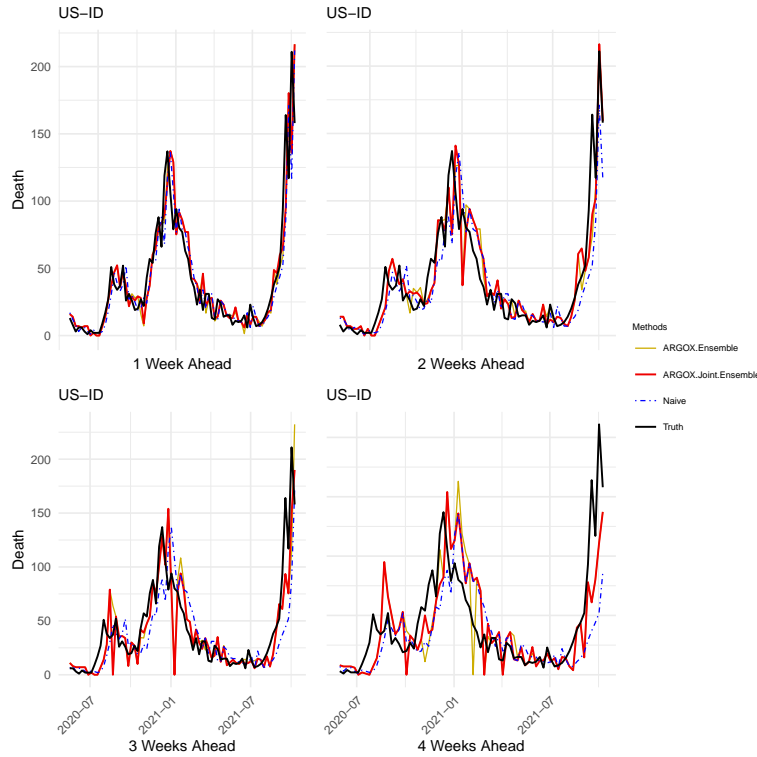 US−ID
US−ID
200
150
100
50
0
Death
1 Week Ahead
2 Weeks Ahead
US−ID
US−ID
200
150
100
50
0
Death
2020−07
2021−01
2021−07
2020−07
2021−01
2021−07
3 Weeks Ahead
4 Weeks Ahead
Methods
ARGOX.Ensemble
ARGOX.Joint.Ensemble
Naive
Truth